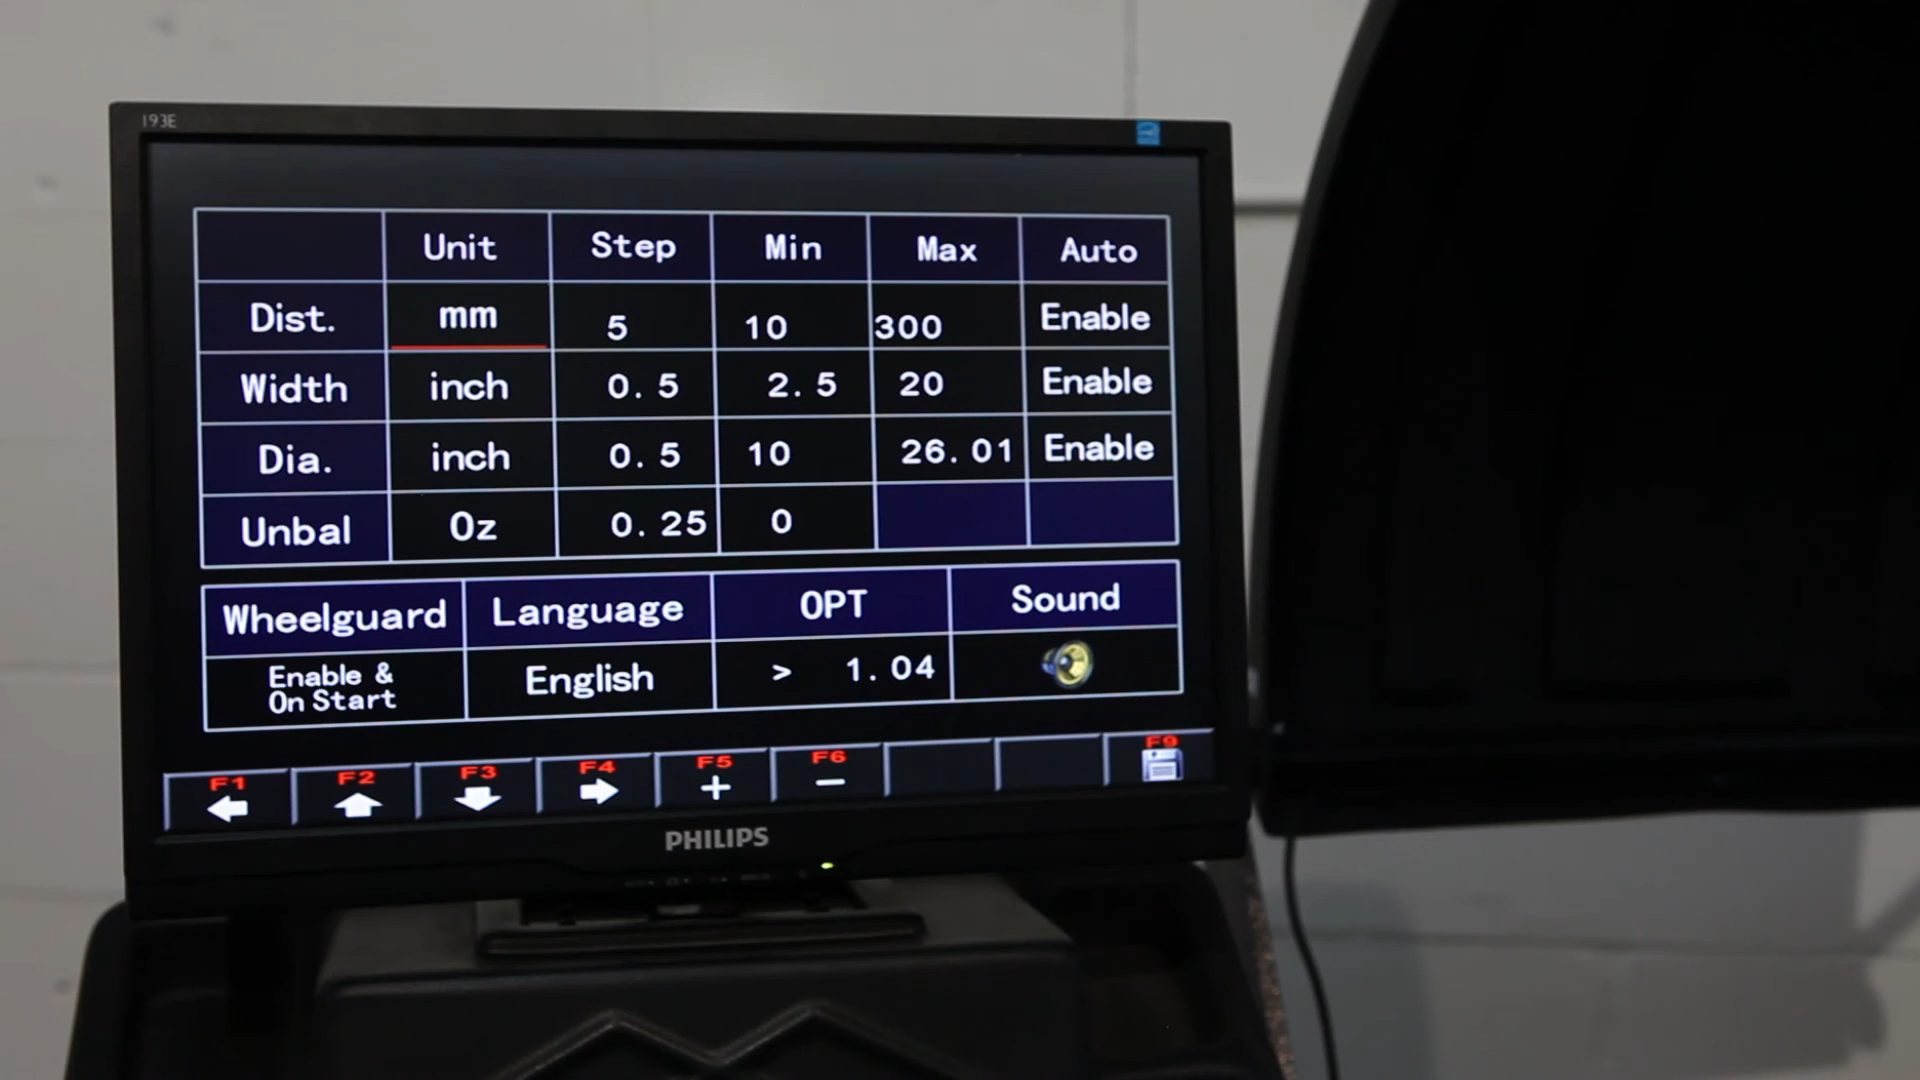 193E
Unit Step Min Max Auto
Dist. mm 5 10 300 Enable
Width inch 0.5 2.5 20 Enable
Dia. inch 0.5 10 26.01 Enable
Unbal Oz 0.25 0
Wheelguard Language OPT Sound
Enable &
On Start
English > 1.04
F1 F2 F3 F4 F5 F6 F9
+ −
PHILIPS